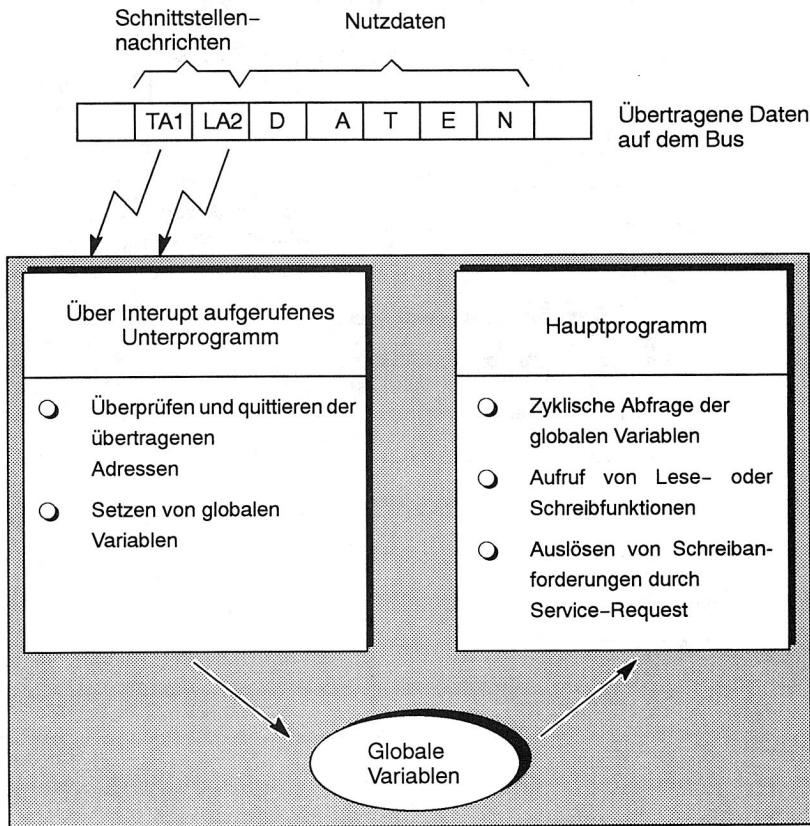 Schnittstellen-
nachrichten
Nutzdaten
TA1 LA2 D A T E N
Übertragene Daten
auf dem Bus
Über Interupt aufgerufenes
Unterprogramm
Überprüfen und quittieren der
übertragenen
Adressen
Setzen von globalen
Variablen
Hauptprogramm
Zyklische Abfrage der
globalen Variablen
Aufruf von Lese- oder
Schreibfunktionen
Auslösen von Schreiban-
forderungen durch
Service-Request
Globale
Variablen